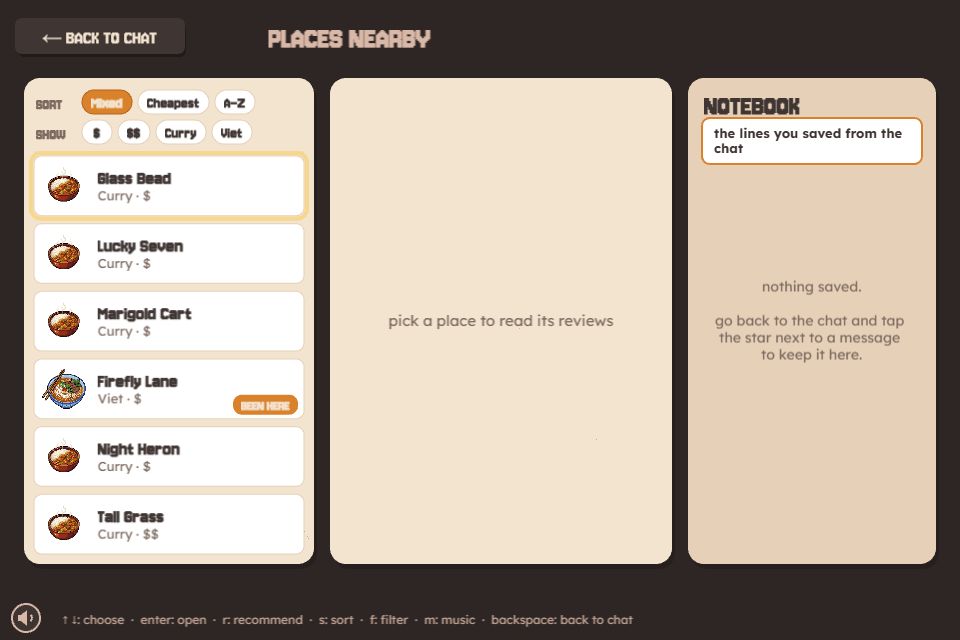 ← BACK TO CHAT
PLACES NEARBY
SORT Mixed Cheapest A-Z
SHOW $ $$ Curry Viet
Glass Bead
Curry · $
Lucky Seven
Curry · $
Marigold Cart
Curry · $
Firefly Lane
Viet · $
BEEN HERE
Night Heron
Curry · $
Tall Grass
Curry · $$
pick a place to read its reviews
NOTEBOOK
the lines you saved from the
chat
nothing saved.
go back to the chat and tap
the star next to a message
to keep it here.
↑ ↓: choose · enter: open · r: recommend · s: sort · f: filter · m: music · backspace: back to chat